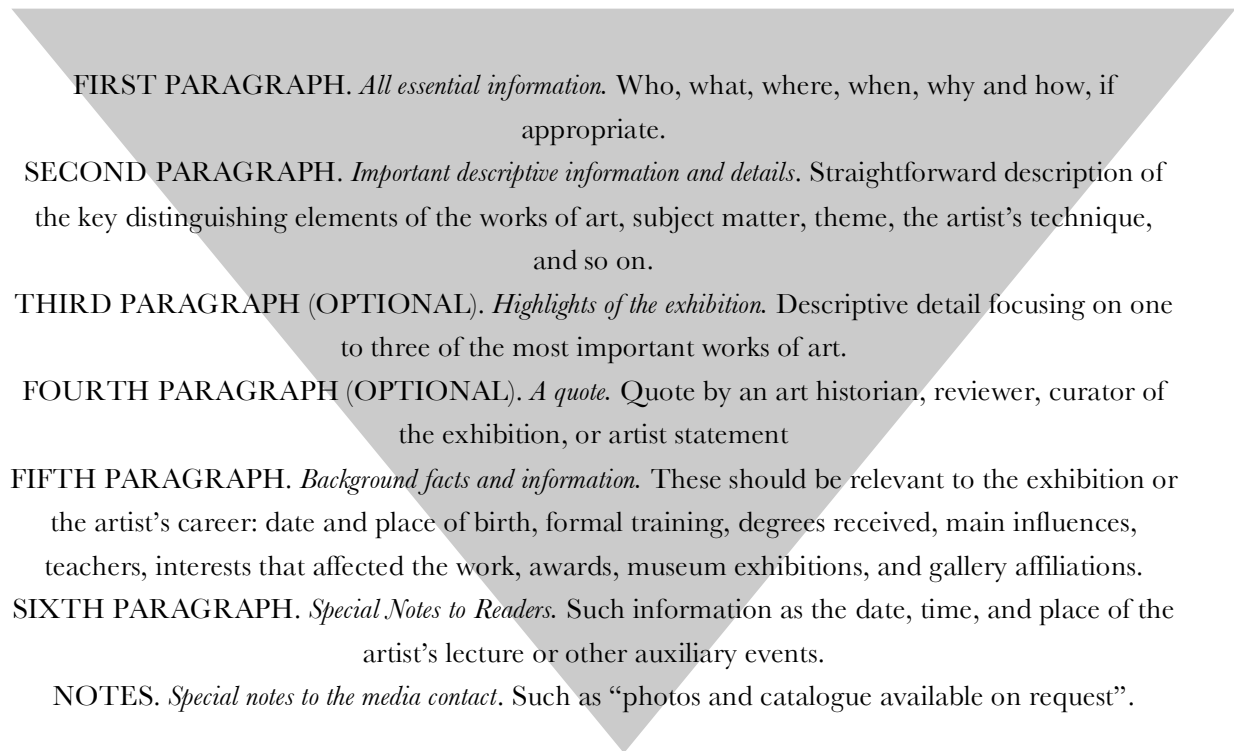 FIRST PARAGRAPH. All essential information. Who, what, where, when, why and how, if
appropriate.
SECOND PARAGRAPH. Important descriptive information and details. Straightforward description of
the key distinguishing elements of the works of art, subject matter, theme, the artist’s technique,
and so on.
THIRD PARAGRAPH (OPTIONAL). Highlights of the exhibition. Descriptive detail focusing on one
to three of the most important works of art.
FOURTH PARAGRAPH (OPTIONAL). A quote. Quote by an art historian, reviewer, curator of
the exhibition, or artist statement
FIFTH PARAGRAPH. Background facts and information. These should be relevant to the exhibition or
the artist’s career: date and place of birth, formal training, degrees received, main influences,
teachers, interests that affected the work, awards, museum exhibitions, and gallery affiliations.
SIXTH PARAGRAPH. Special Notes to Readers. Such information as the date, time, and place of the
artist’s lecture or other auxiliary events.
NOTES. Special notes to the media contact. Such as “photos and catalogue available on request”.